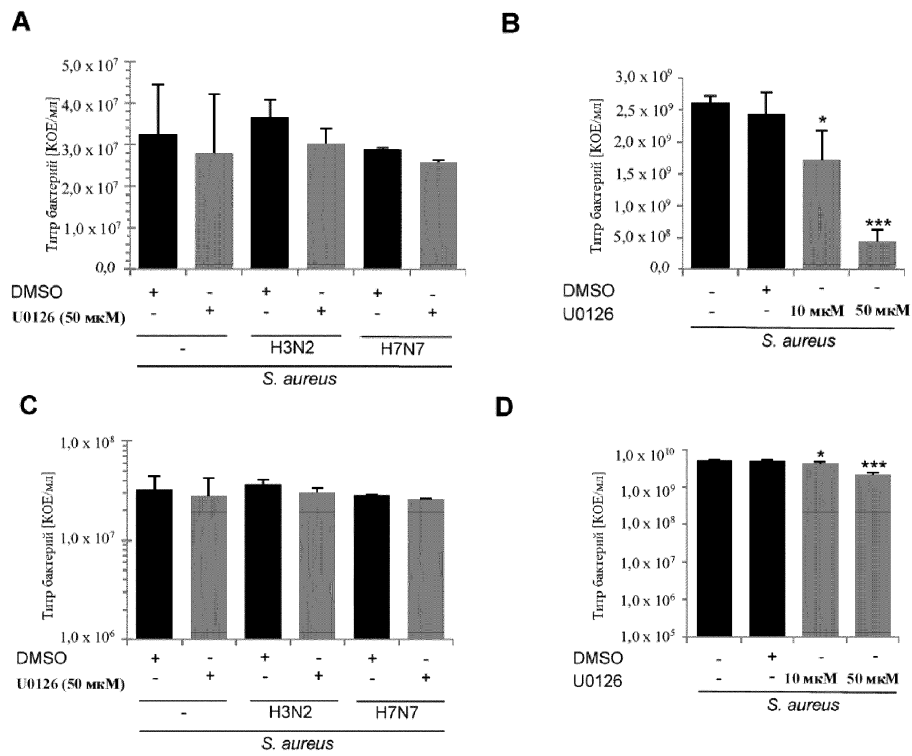 A
Титр бактерий [КОЕ/мл]
5,0 x 10⁷
4,0 x 10⁷
3,0 x 10⁷
2,0 x 10⁷
1,0 x 10⁷
0,0
DMSO + - + - + -
U0126 (50 мкМ) - + - + - +
- H3N2 H7N7
S. aureus
B
Титр бактерий [КОЕ/мл]
3,0 x 10⁹
2,5 x 10⁹
2,0 x 10⁹
1,5 x 10⁹
1,0 x 10⁹
5,0 x 10⁸
0,0
* ***
DMSO - + - -
U0126 - - 10 мкМ 50 мкМ
S. aureus
C
Титр бактерий [КОЕ/мл]
1,0 x 10⁸
1,0 x 10⁷
1,0 x 10⁶
DMSO + - + - + -
U0126 (50 мкМ) - + - + - +
- H3N2 H7N7
S. aureus
D
Титр бактерий [КОЕ/мл]
1,0 x 10¹⁰
1,0 x 10⁹
1,0 x 10⁸
1,0 x 10⁷
1,0 x 10⁶
1,0 x 10⁵
* ***
DMSO - + - -
U0126 - - 10 мкМ 50 мкМ
S. aureus